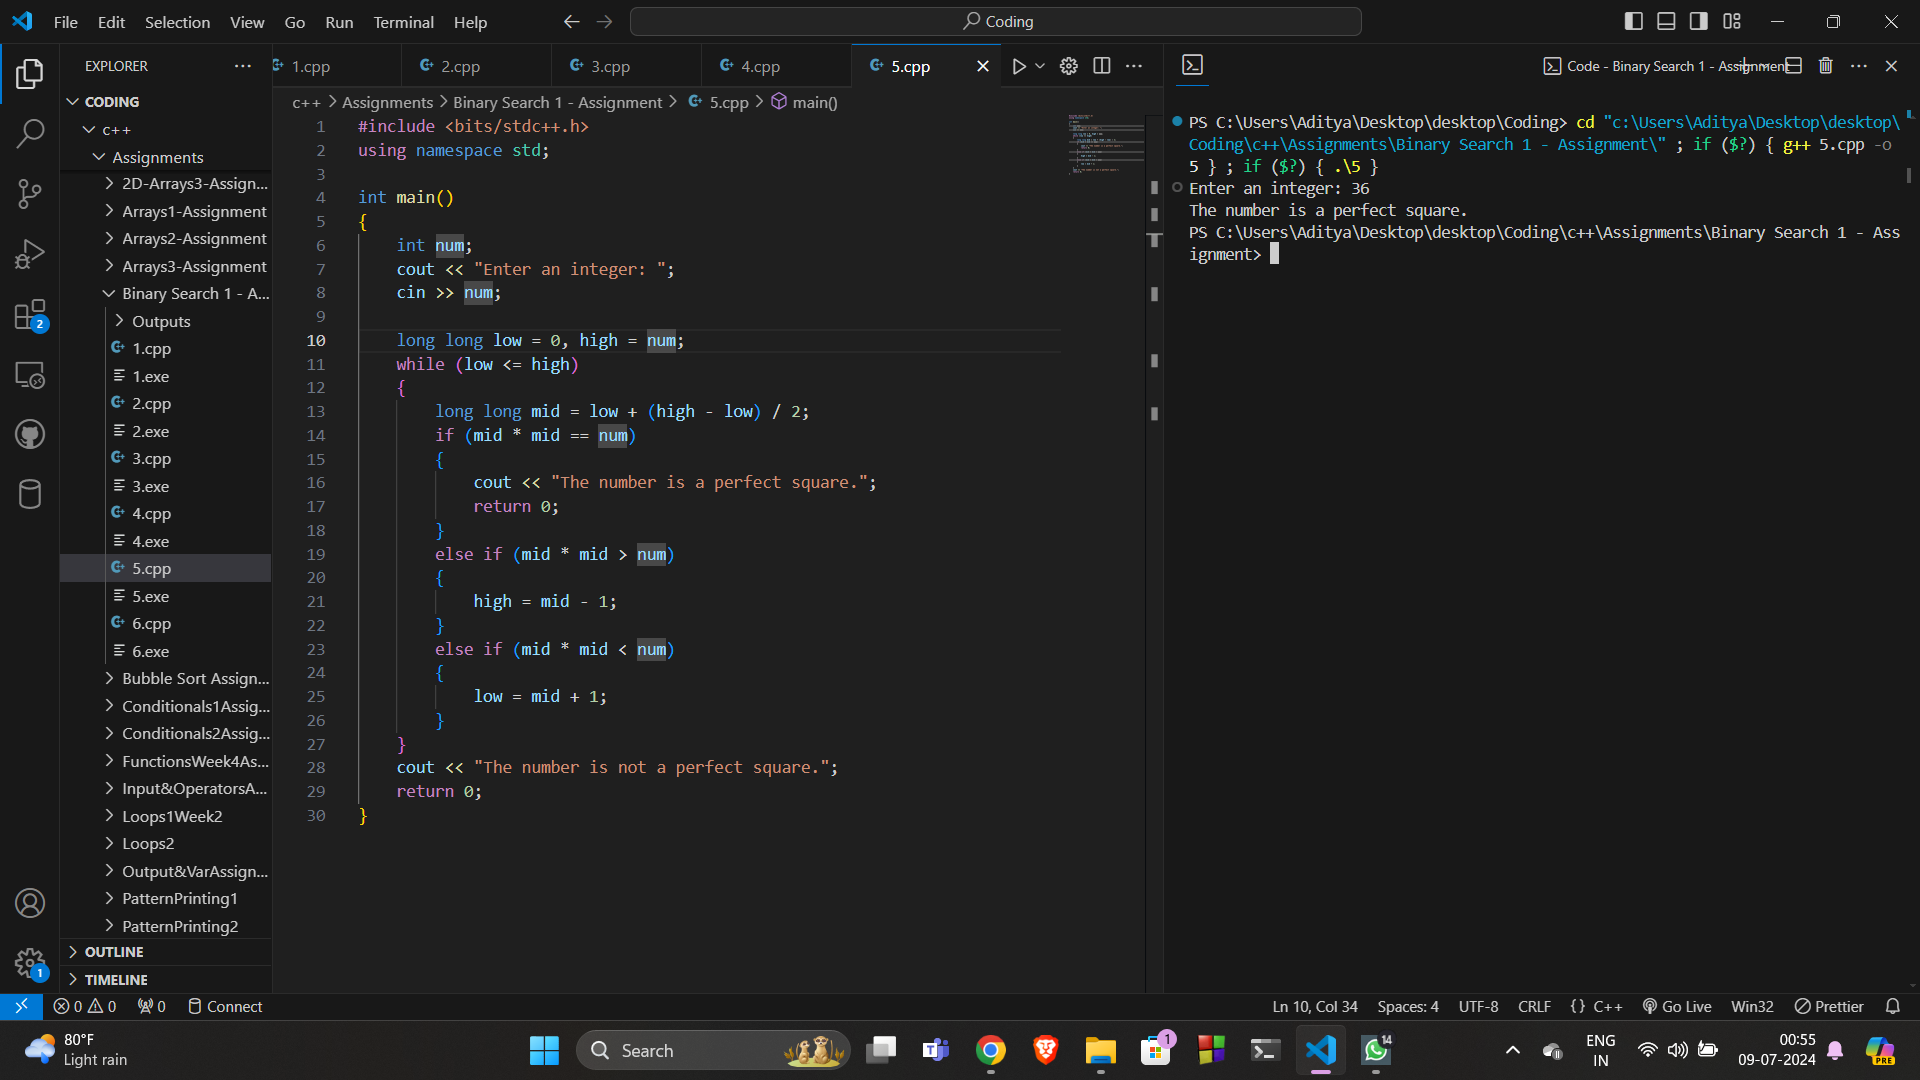 File Edit Selection View Go Run Terminal Help
Coding
EXPLORER
CODING
c++
Assignments
2D-Arrays3-Assign...
Arrays1-Assignment
Arrays2-Assignment
Arrays3-Assignment
Binary Search 1 - A...
Outputs
1.cpp
1.exe
2.cpp
2.exe
3.cpp
3.exe
4.cpp
4.exe
5.cpp
5.exe
6.cpp
6.exe
Bubble Sort Assign...
Conditionals1Assig...
Conditionals2Assig...
FunctionsWeek4As...
Input&OperatorsA...
Loops1Week2
Loops2
Output&VarAssign...
PatternPrinting1
PatternPrinting2
OUTLINE
TIMELINE
2
1
1.cpp 2.cpp 3.cpp 4.cpp 5.cpp
c++ > Assignments > Binary Search 1 - Assignment > 5.cpp > main()
1 #include <bits/stdc++.h>
2 using namespace std;
3
4 int main()
5 {
6 int num;
7 cout << "Enter an integer: ";
8 cin >> num;
9
10 long long low = 0, high = num;
11 while (low <= high)
12 {
13 long long mid = low + (high - low) / 2;
14 if (mid * mid == num)
15 {
16 cout << "The number is a perfect square.";
17 return 0;
18 }
19 else if (mid * mid > num)
20 {
21 high = mid - 1;
22 }
23 else if (mid * mid < num)
24 {
25 low = mid + 1;
26 }
27 }
28 cout << "The number is not a perfect square.";
29 return 0;
30 }
Code - Binary Search 1 - Assignment
PS C:\Users\Aditya\Desktop\desktop\Coding> cd "c:\Users\Aditya\Desktop\desktop\
Coding\c++\Assignments\Binary Search 1 - Assignment\" ; if ($?) { g++ 5.cpp -o
5 } ; if ($?) { .\5 }
Enter an integer: 36
The number is a perfect square.
PS C:\Users\Aditya\Desktop\desktop\Coding\c++\Assignments\Binary Search 1 - Ass
ignment>
0 0 0 Connect
Ln 10, Col 34 Spaces: 4 UTF-8 CRLF {} C++ Go Live Win32 Prettier
80°F
Light rain
Search
1
14
ENG
IN
00:55
09-07-2024
PRE